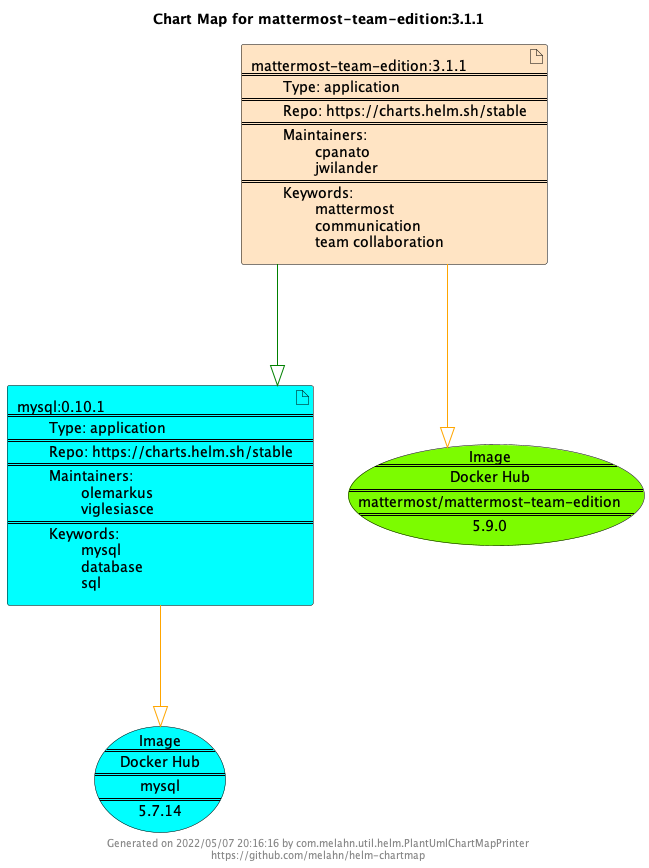 Chart Map for mattermost-team-edition:3.1.1
mattermost-team-edition:3.1.1
Type: application
Repo: https://charts.helm.sh/stable
Maintainers:
cpanato
jwilander
Keywords:
mattermost
communication
team collaboration
mysql:0.10.1
Type: application
Repo: https://charts.helm.sh/stable
Maintainers:
olemarkus
viglesiasce
Keywords:
mysql
database
sql
Image
Docker Hub
mattermost/mattermost-team-edition
5.9.0
Image
Docker Hub
mysql
5.7.14
Generated on 2022/05/07 20:16:16 by com.melahn.util.helm.PlantUmlChartMapPrinter
https://github.com/melahn/helm-chartmap